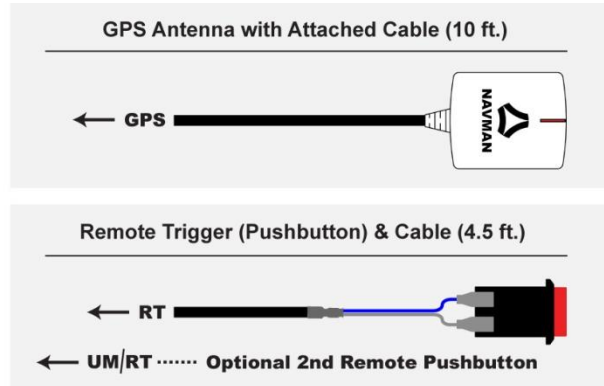 GPS Antenna with Attached Cable (10 ft.)
GPS
NAVMAN
Remote Trigger (Pushbutton) & Cable (4.5 ft.)
RT
UM/RT ······· Optional 2nd Remote Pushbutton